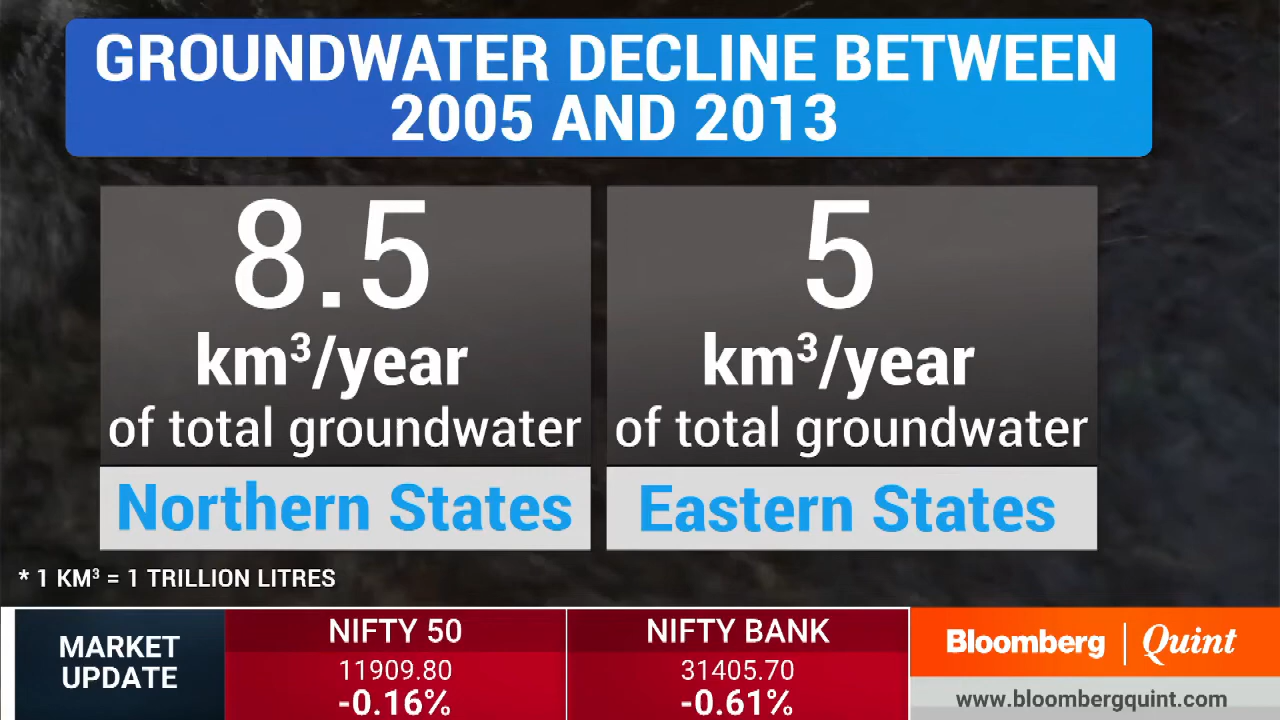 GROUNDWATER DECLINE BETWEEN
2005 AND 2013
8.5
km³/year
of total groundwater
Northern States
5
km³/year
of total groundwater
Eastern States
* 1 KM³ = 1 TRILLION LITRES
MARKET
UPDATE
NIFTY 50
11909.80
-0.16%
NIFTY BANK
31405.70
-0.61%
Bloomberg | Quint
www.bloombergquint.com